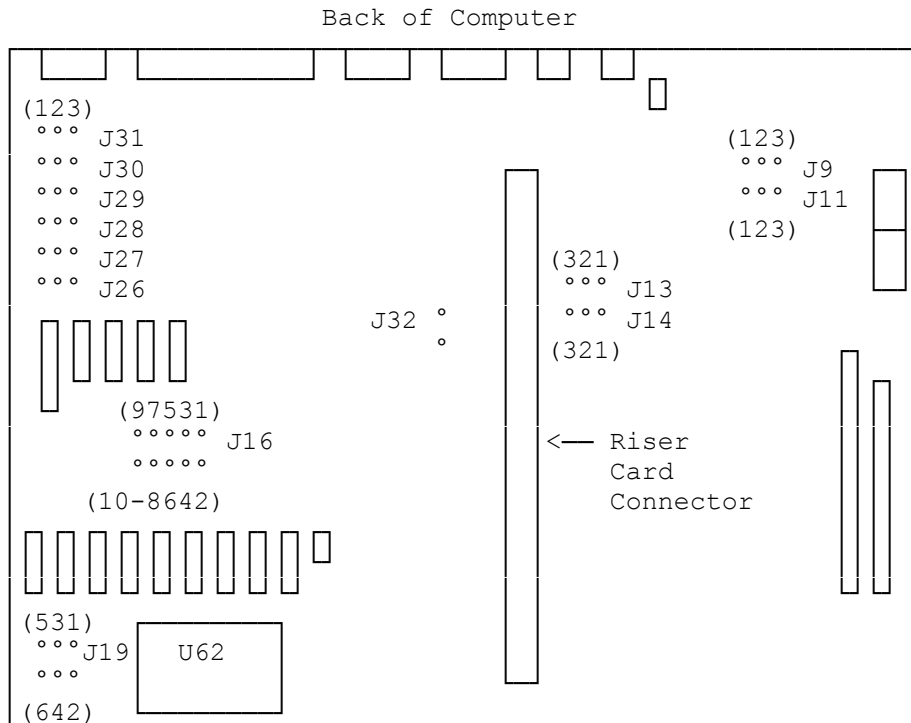 Back of Computer
(123)
°°° J31 (123)
°°° J30 °°° J9
°°° J29 °°° J11
°°° J28 (123)
°°° J27 (321)
°°° J26 °°° J13
J32 ° °°° J14
° (321)
(97531)
°°°°° J16 <—— Riser
°°°°° Card
(10-8642) Connector
(531)
°°°J19 U62
°°°
(642)